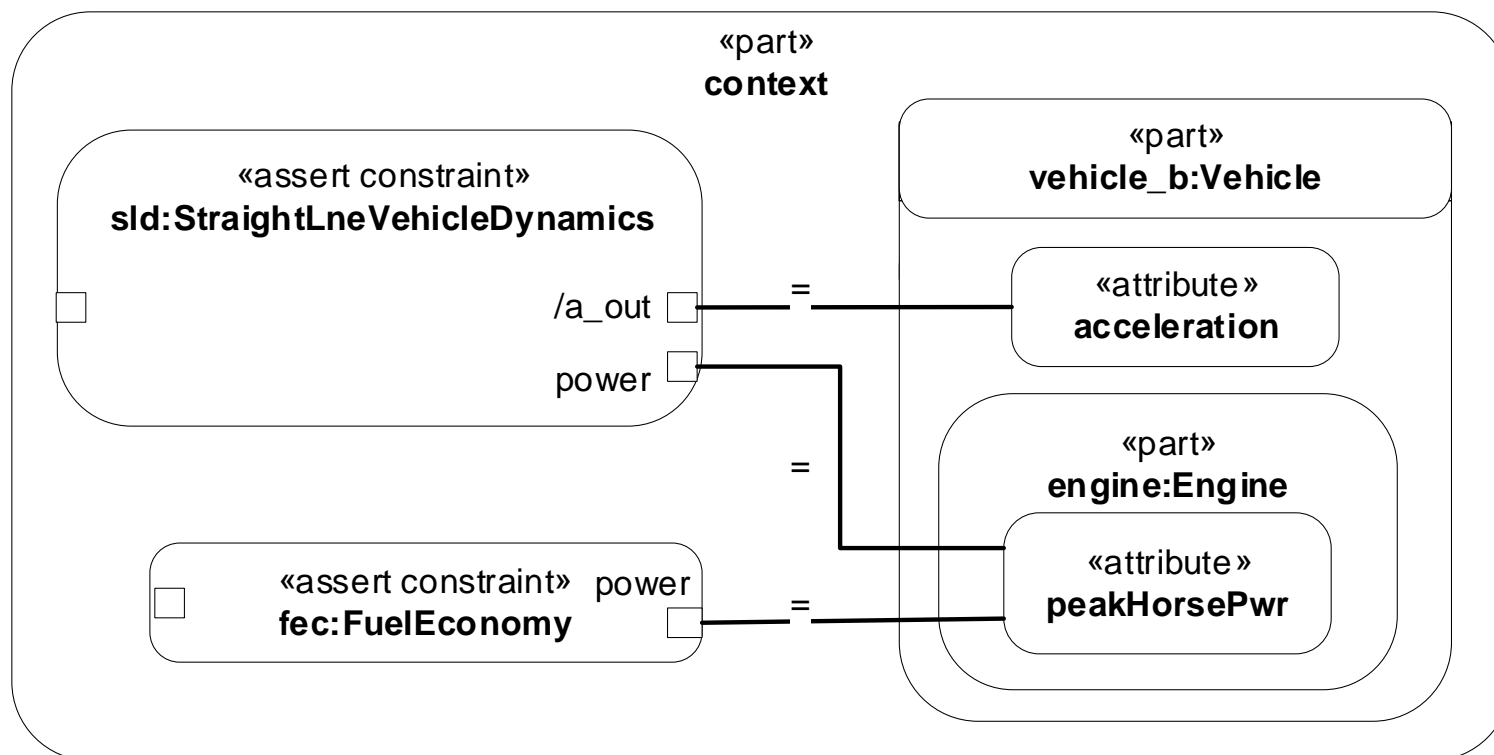 «part»
context
«assert constraint»
sld:StraightLneVehicleDynamics
/a_out
power
=
=
«part»
vehicle_b:Vehicle
«attribute»
acceleration
«part»
engine:Engine
«attribute»
peakHorsePwr
«assert constraint»
fec:FuelEconomy
power
=